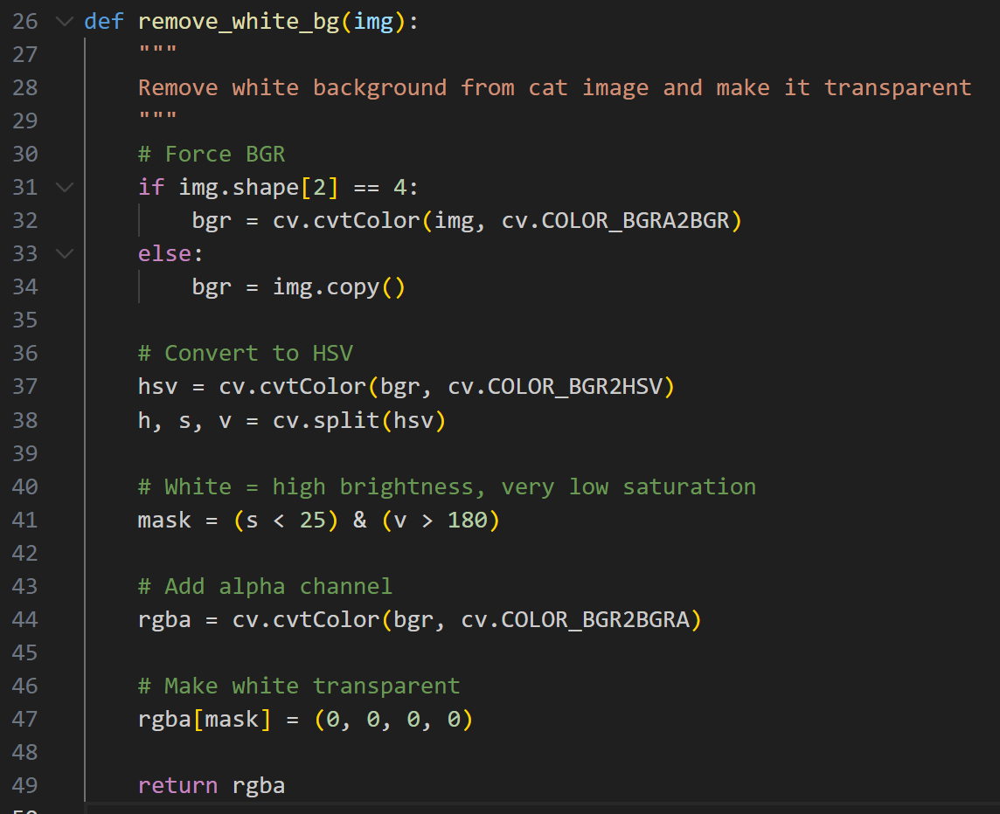 26 def remove_white_bg(img):
27     """
28     Remove white background from cat image and make it transparent
29     """
30     # Force BGR
31     if img.shape[2] == 4:
32         bgr = cv.cvtColor(img, cv.COLOR_BGRA2BGR)
33     else:
34         bgr = img.copy()
35
36     # Convert to HSV
37     hsv = cv.cvtColor(bgr, cv.COLOR_BGR2HSV)
38     h, s, v = cv.split(hsv)
39
40     # White = high brightness, very low saturation
41     mask = (s < 25) & (v > 180)
42
43     # Add alpha channel
44     rgba = cv.cvtColor(bgr, cv.COLOR_BGR2BGRA)
45
46     # Make white transparent
47     rgba[mask] = (0, 0, 0, 0)
48
49     return rgba